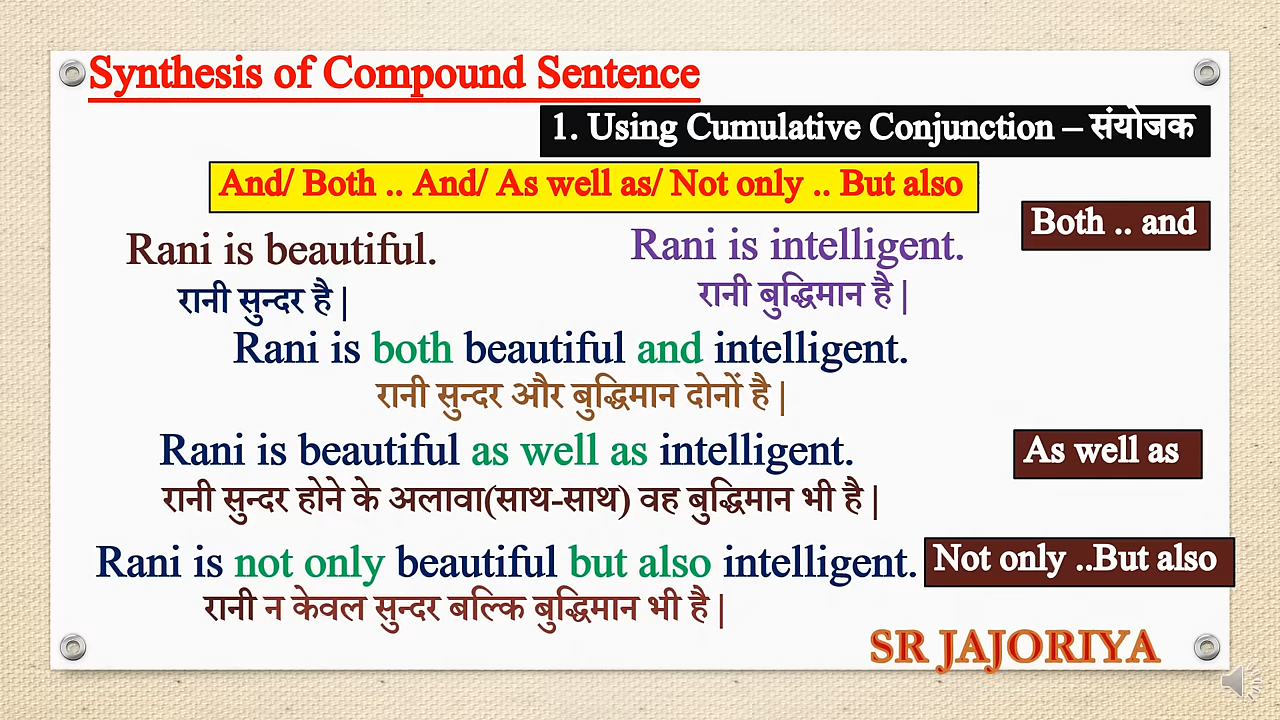 Synthesis of Compound Sentence
1. Using Cumulative Conjunction – संयोजक
And/ Both .. And/ As well as/ Not only .. But also
Both .. and
Rani is beautiful.
Rani is intelligent.
रानी सुन्दर है |
रानी बुद्धिमान है |
Rani is both beautiful and intelligent.
रानी सुन्दर और बुद्धिमान दोनों है |
Rani is beautiful as well as intelligent.
As well as
रानी सुन्दर होने के अलावा(साथ-साथ) वह बुद्धिमान भी है |
Rani is not only beautiful but also intelligent.
Not only ..But also
रानी न केवल सुन्दर बल्कि बुद्धिमान भी है |
SR JAJORIYA